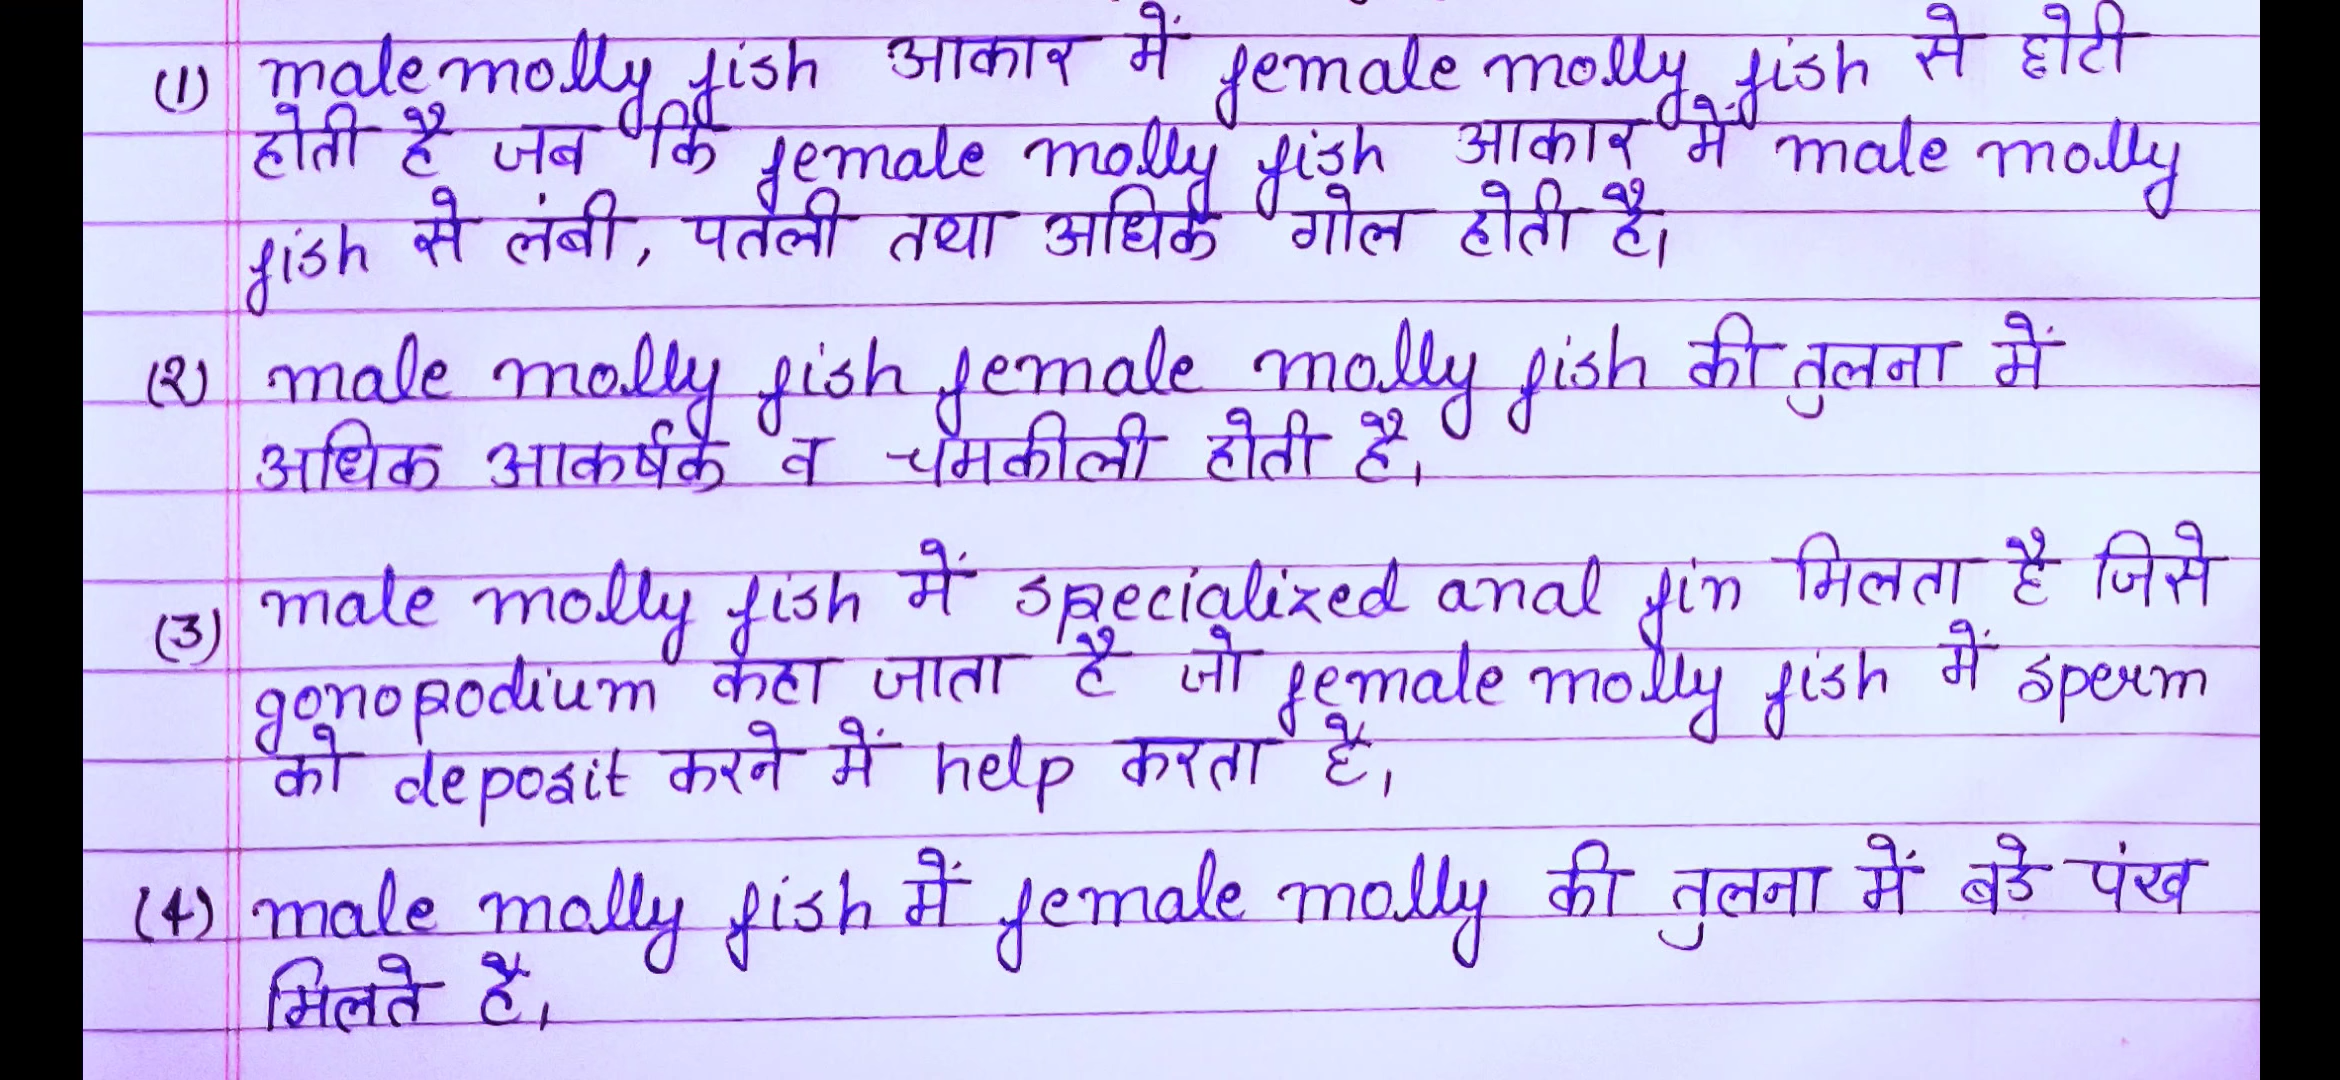 (1) male molly fish आकार में female molly fish से छोटी
होती है जब कि female molly fish आकार में male molly
fish से लंबी, पतली तथा अधिक गोल होती है।
(2) male molly fish female molly fish की तुलना में
अधिक आकर्षक व चमकीली होती है।
(3) male molly fish में specialized anal fin मिलता है जिसे
gonopodium कहा जाता है जो female molly fish में sperm
को deposit करने में help करता है।
(4) male molly fish में female molly की तुलना में बडे पंख
मिलते हैं।